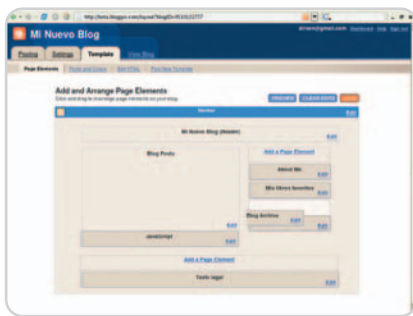 Mi Nuevo Blog
Posting Settings Template View Blog
Page Elements Fonts and Colors Edit HTML Pick New Template
Add and Arrange Page Elements
Click and drag to rearrange page elements on your blog.
PREVIEW CLEAR EDITS SAVE
Navbar Edit
Mi Nuevo Blog (Header)
Edit
Blog Posts
Edit
Add a Page Element
About Me
Edit
Mis libros favoritos
Edit
Blog Archive Edit
Edit
JavaScript
Edit
Add a Page Element
Texto legal
Edit